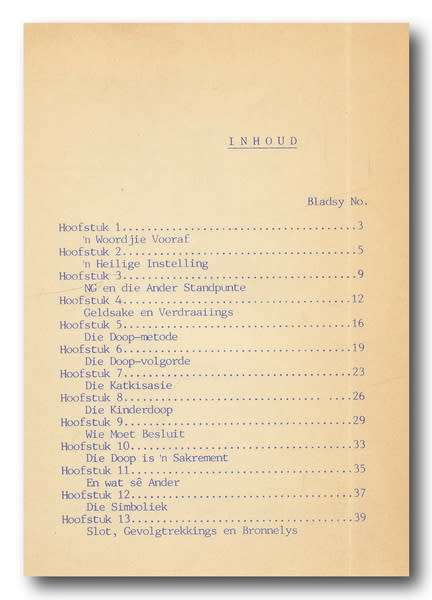 INHOUD
Bladsy No.
Hoofstuk 1...................................3
'n Woordjie Vooraf
Hoofstuk 2...................................5
'n Heilige Instelling
Hoofstuk 3...................................9
NG en die Ander Standpunte
Hoofstuk 4..................................12
Geldsake en Verdraaiings
Hoofstuk 5..................................16
Die Doop-metode
Hoofstuk 6..................................19
Die Doop-volgorde
Hoofstuk 7..................................23
Die Katkisasie
Hoofstuk 8............................. ....26
Die Kinderdoop
Hoofstuk 9..................................29
Wie Moet Besluit
Hoofstuk 10.................................33
Die Doop is 'n Sakrement
Hoofstuk 11.................................35
En wat sê Ander
Hoofstuk 12.................................37
Die Simboliek
Hoofstuk 13.................................39
Slot, Gevolgtrekkings en Bronnelys